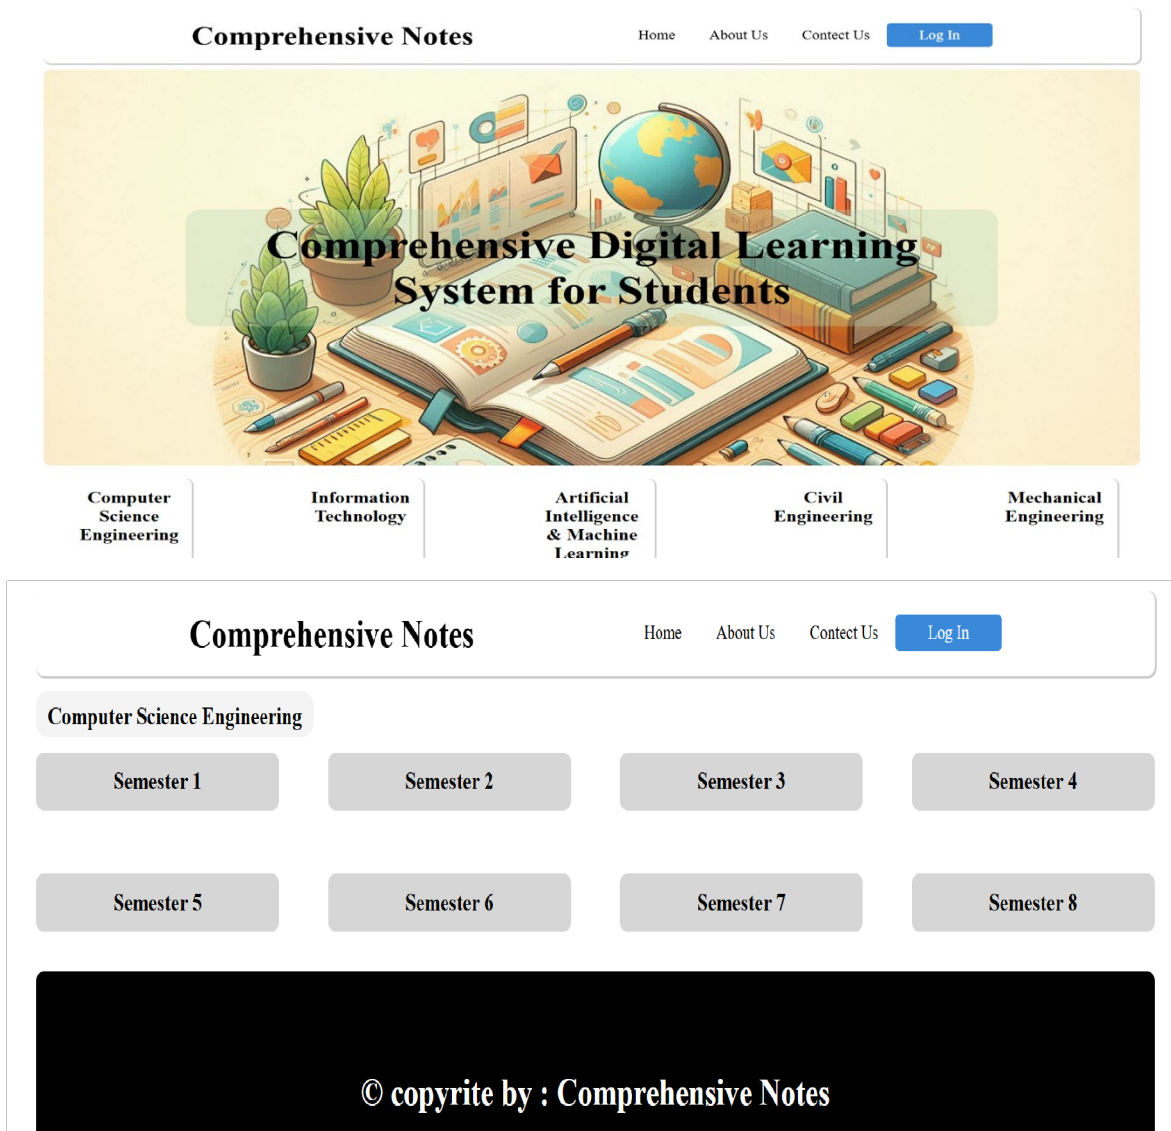 Comprehensive Notes
Home About Us Contect Us Log In
Comprehensive Digital Learning
System for Students
Computer
Science
Engineering
Information
Technology
Artificial
Intelligence
& Machine
Learning
Civil
Engineering
Mechanical
Engineering
Comprehensive Notes
Home About Us Contect Us Log In
Computer Science Engineering
Semester 1 Semester 2 Semester 3 Semester 4
Semester 5 Semester 6 Semester 7 Semester 8
© copyrite by : Comprehensive Notes